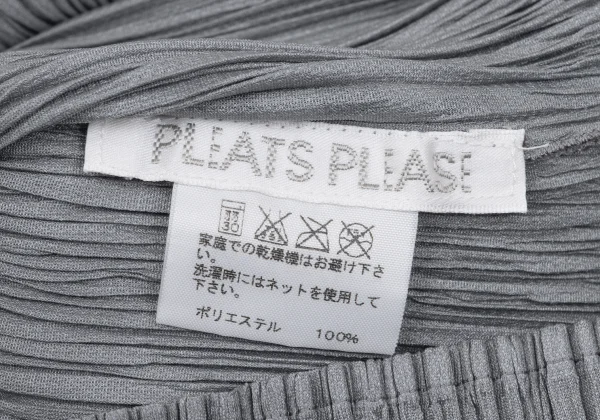 PLEATS PLEASE
30
家庭での乾燥機はお避け下さ
い。
洗濯時にはネットを使用して
下さい。
ポリエステル 100%